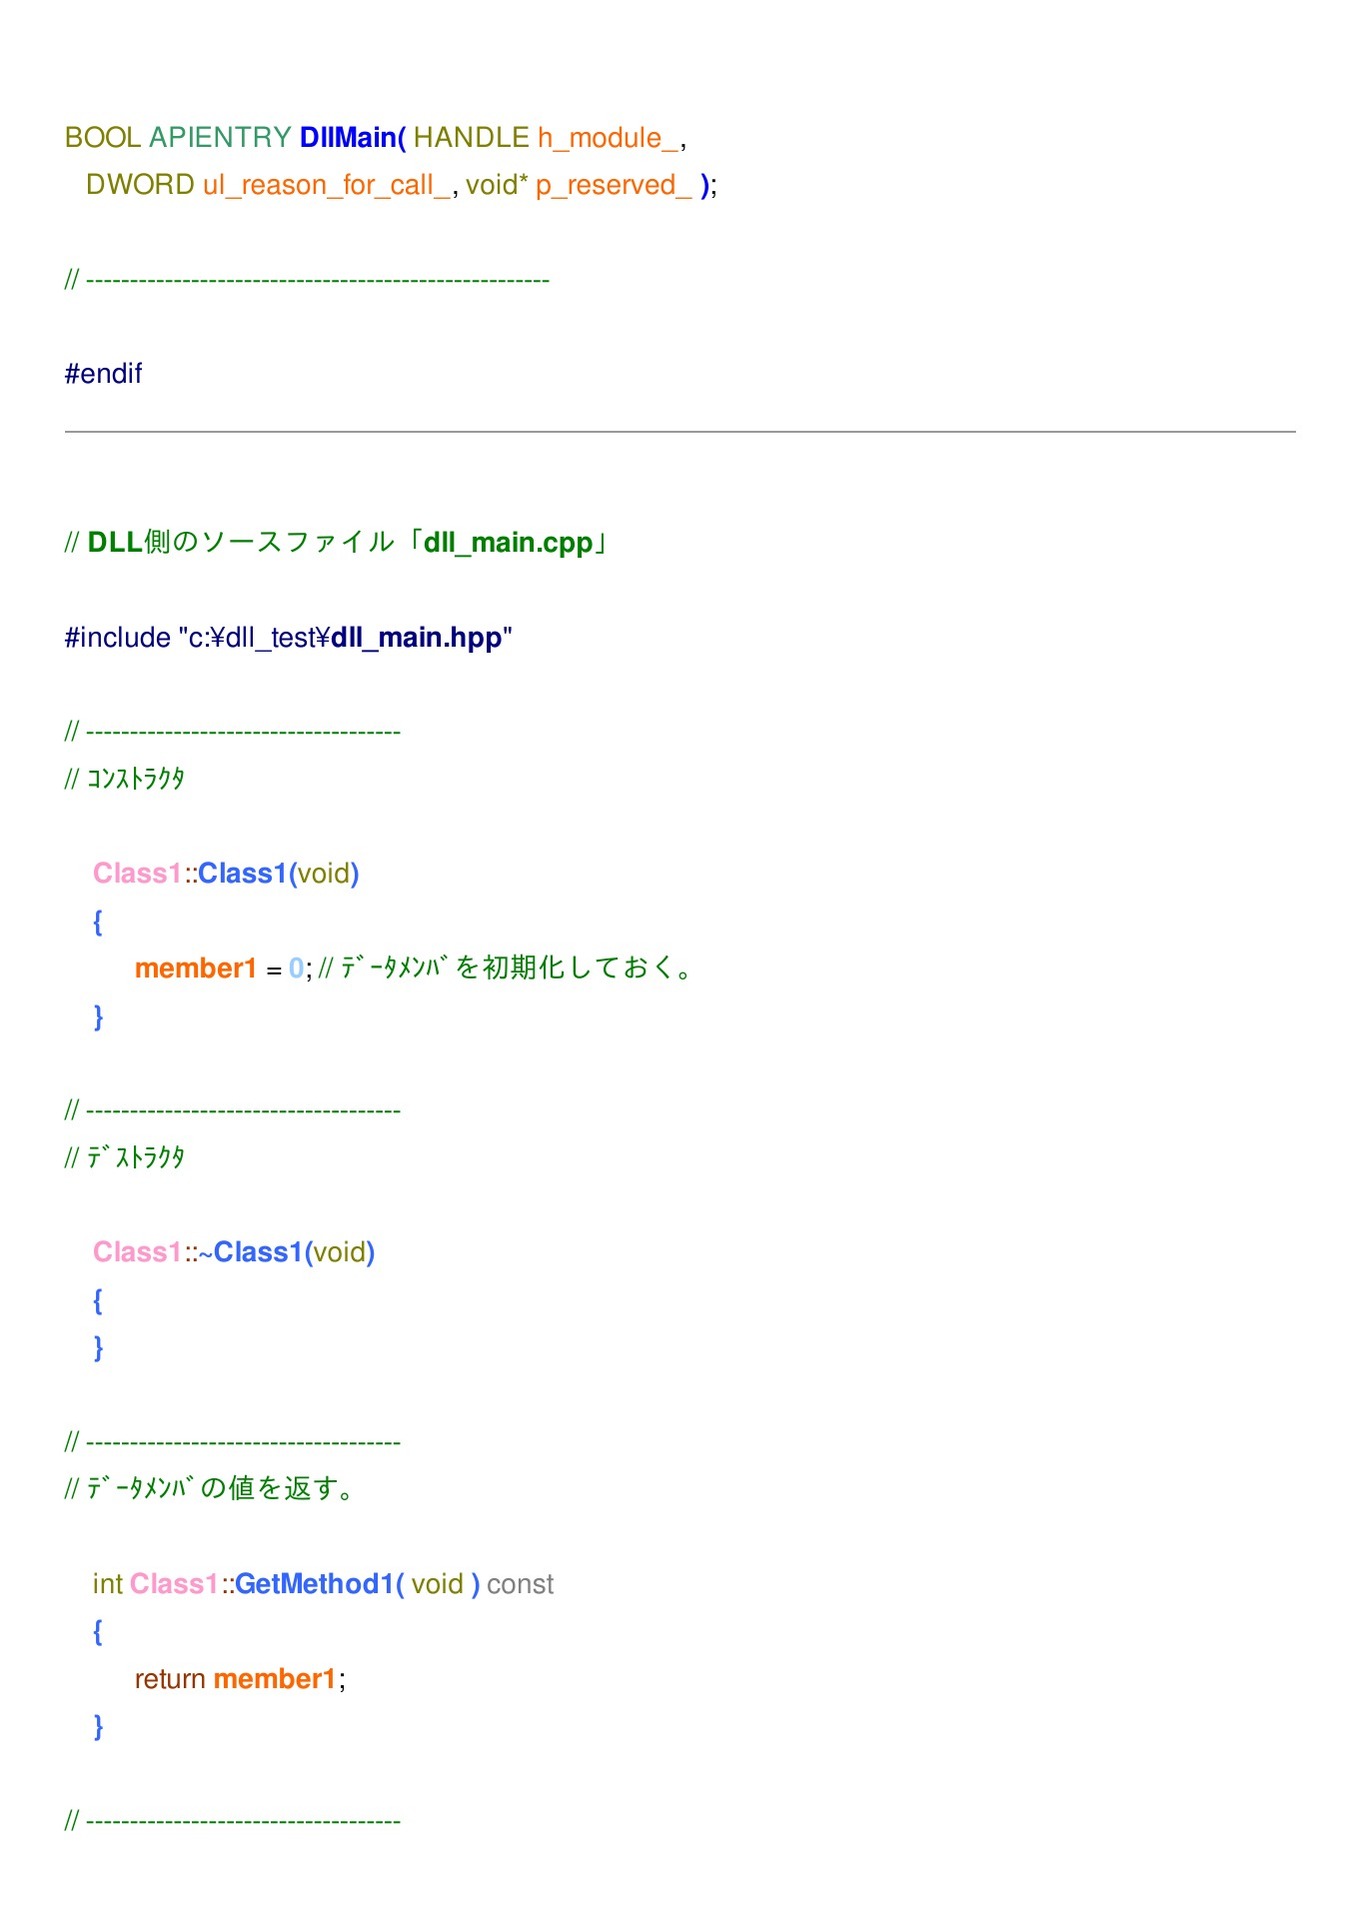 BOOL APIENTRY DllMain( HANDLE h_module_,
DWORD ul_reason_for_call_, void* p_reserved_ );
// -----------------------------------------------------
#endif
// DLL側のソースファイル「dll_main.cpp」
#include "c:¥dll_test¥dll_main.hpp"
// ------------------------------------
// ｺﾝｽﾄﾗｸﾀ
Class1::Class1(void)
{
member1 = 0; // ﾃﾞｰﾀﾒﾝﾊﾞを初期化しておく。
}
// ------------------------------------
// ﾃﾞｽﾄﾗｸﾀ
Class1::~Class1(void)
{
}
// ------------------------------------
// ﾃﾞｰﾀﾒﾝﾊﾞの値を返す。
int Class1::GetMethod1( void ) const
{
return member1;
}
// ------------------------------------